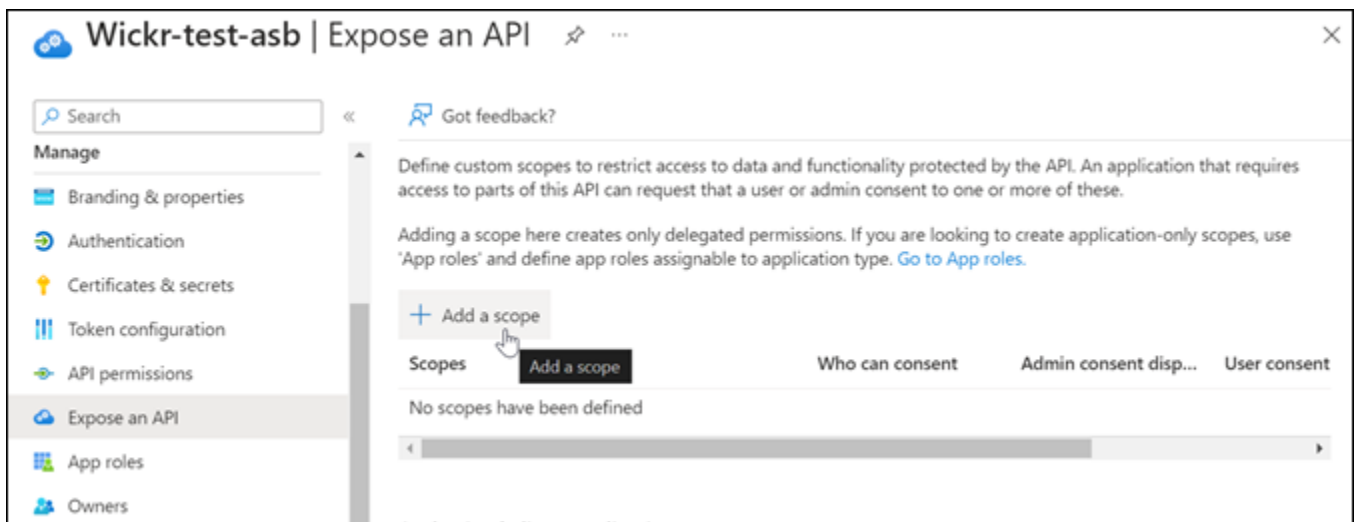 Wickr-test-asb | Expose an API ...
Search
«
Got feedback?
Manage
Branding & properties
Authentication
Certificates & secrets
Token configuration
API permissions
Expose an API
App roles
Owners
Define custom scopes to restrict access to data and functionality protected by the API. An application that requires
access to parts of this API can request that a user or admin consent to one or more of these.
Adding a scope here creates only delegated permissions. If you are looking to create application-only scopes, use
'App roles' and define app roles assignable to application type. Go to App roles.
Add a scope
Scopes
Add a scope
Who can consent
Admin consent disp...
User consent
No scopes have been defined